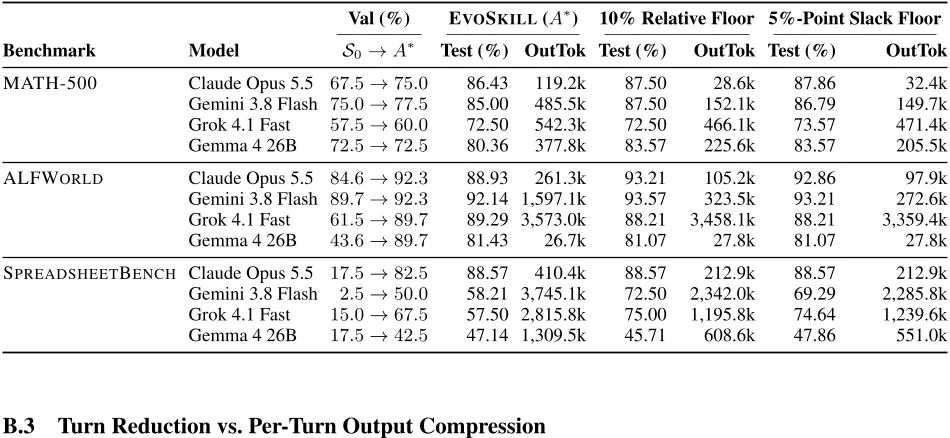 Val (%) EVOSKILL (A*) 10% Relative Floor 5%-Point Slack Floor
Benchmark Model S₀ → A* Test (%) OutTok Test (%) OutTok Test (%) OutTok
MATH-500 Claude Opus 5.5 67.5 → 75.0 86.43 119.2k 87.50 28.6k 87.86 32.4k
Gemini 3.8 Flash 75.0 → 77.5 85.00 485.5k 87.50 152.1k 86.79 149.7k
Grok 4.1 Fast 57.5 → 60.0 72.50 542.3k 72.50 466.1k 73.57 471.4k
Gemma 4 26B 72.5 → 72.5 80.36 377.8k 83.57 225.6k 83.57 205.5k
ALFWORLD Claude Opus 5.5 84.6 → 92.3 88.93 261.3k 93.21 105.2k 92.86 97.9k
Gemini 3.8 Flash 89.7 → 92.3 92.14 1,597.1k 93.57 323.5k 93.21 272.6k
Grok 4.1 Fast 61.5 → 89.7 89.29 3,573.0k 88.21 3,458.1k 88.21 3,359.4k
Gemma 4 26B 43.6 → 89.7 81.43 26.7k 81.07 27.8k 81.07 27.8k
SPREADSHEETBENCH Claude Opus 5.5 17.5 → 82.5 88.57 410.4k 88.57 212.9k 88.57 212.9k
Gemini 3.8 Flash 2.5 → 50.0 58.21 3,745.1k 72.50 2,342.0k 69.29 2,285.8k
Grok 4.1 Fast 15.0 → 67.5 57.50 2,815.8k 75.00 1,195.8k 74.64 1,239.6k
Gemma 4 26B 17.5 → 42.5 47.14 1,309.5k 45.71 608.6k 47.86 551.0k
B.3 Turn Reduction vs. Per-Turn Output Compression